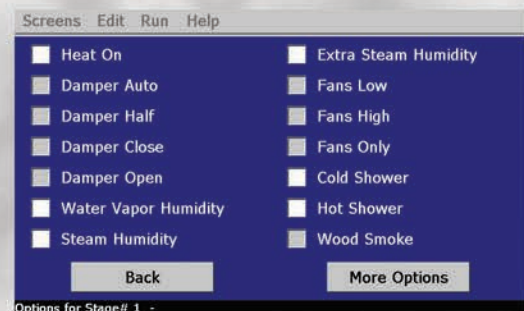 Screens Edit Run Help
Heat On
Extra Steam Humidity
Damper Auto
Fans Low
Damper Half
Fans High
Damper Close
Fans Only
Damper Open
Cold Shower
Water Vapor Humidity
Hot Shower
Steam Humidity
Wood Smoke
Back
More Options
Options for Stage# 1 -